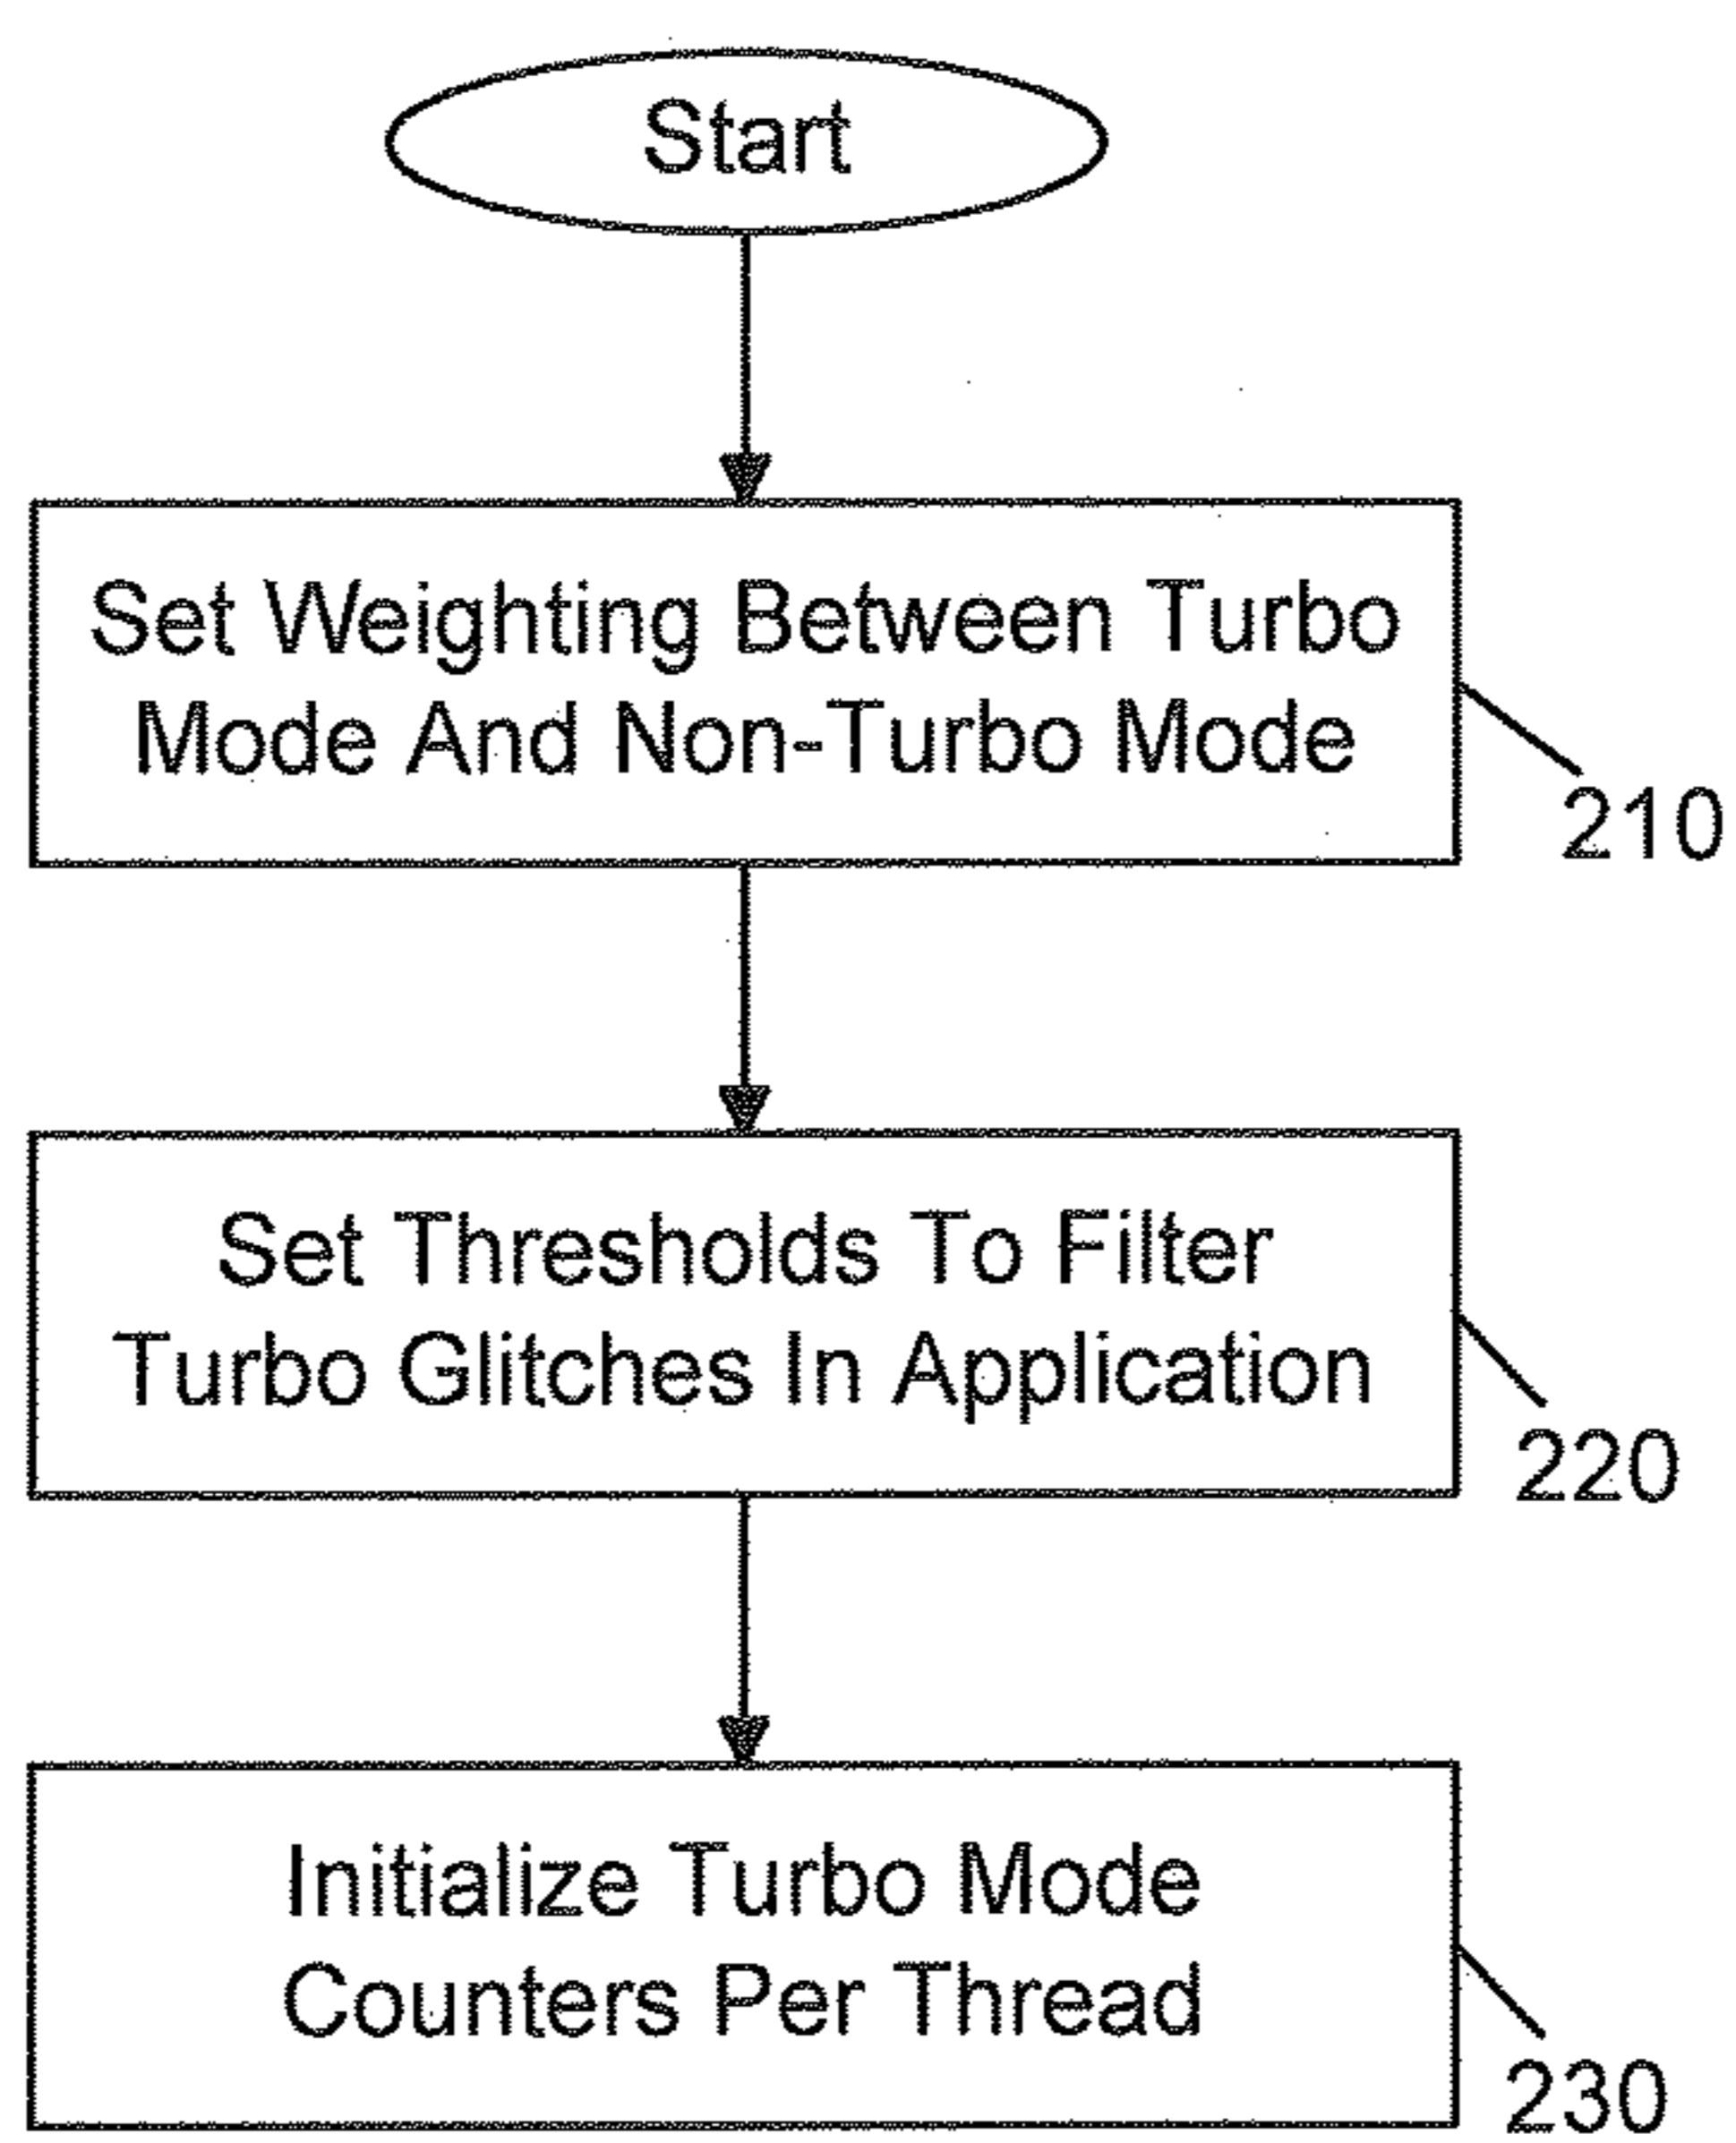 Start
Set Weighting Between Turbo
Mode And Non-Turbo Mode
210
Set Thresholds To Filter
Turbo Glitches In Application
220
Initialize Turbo Mode
Counters Per Thread
230